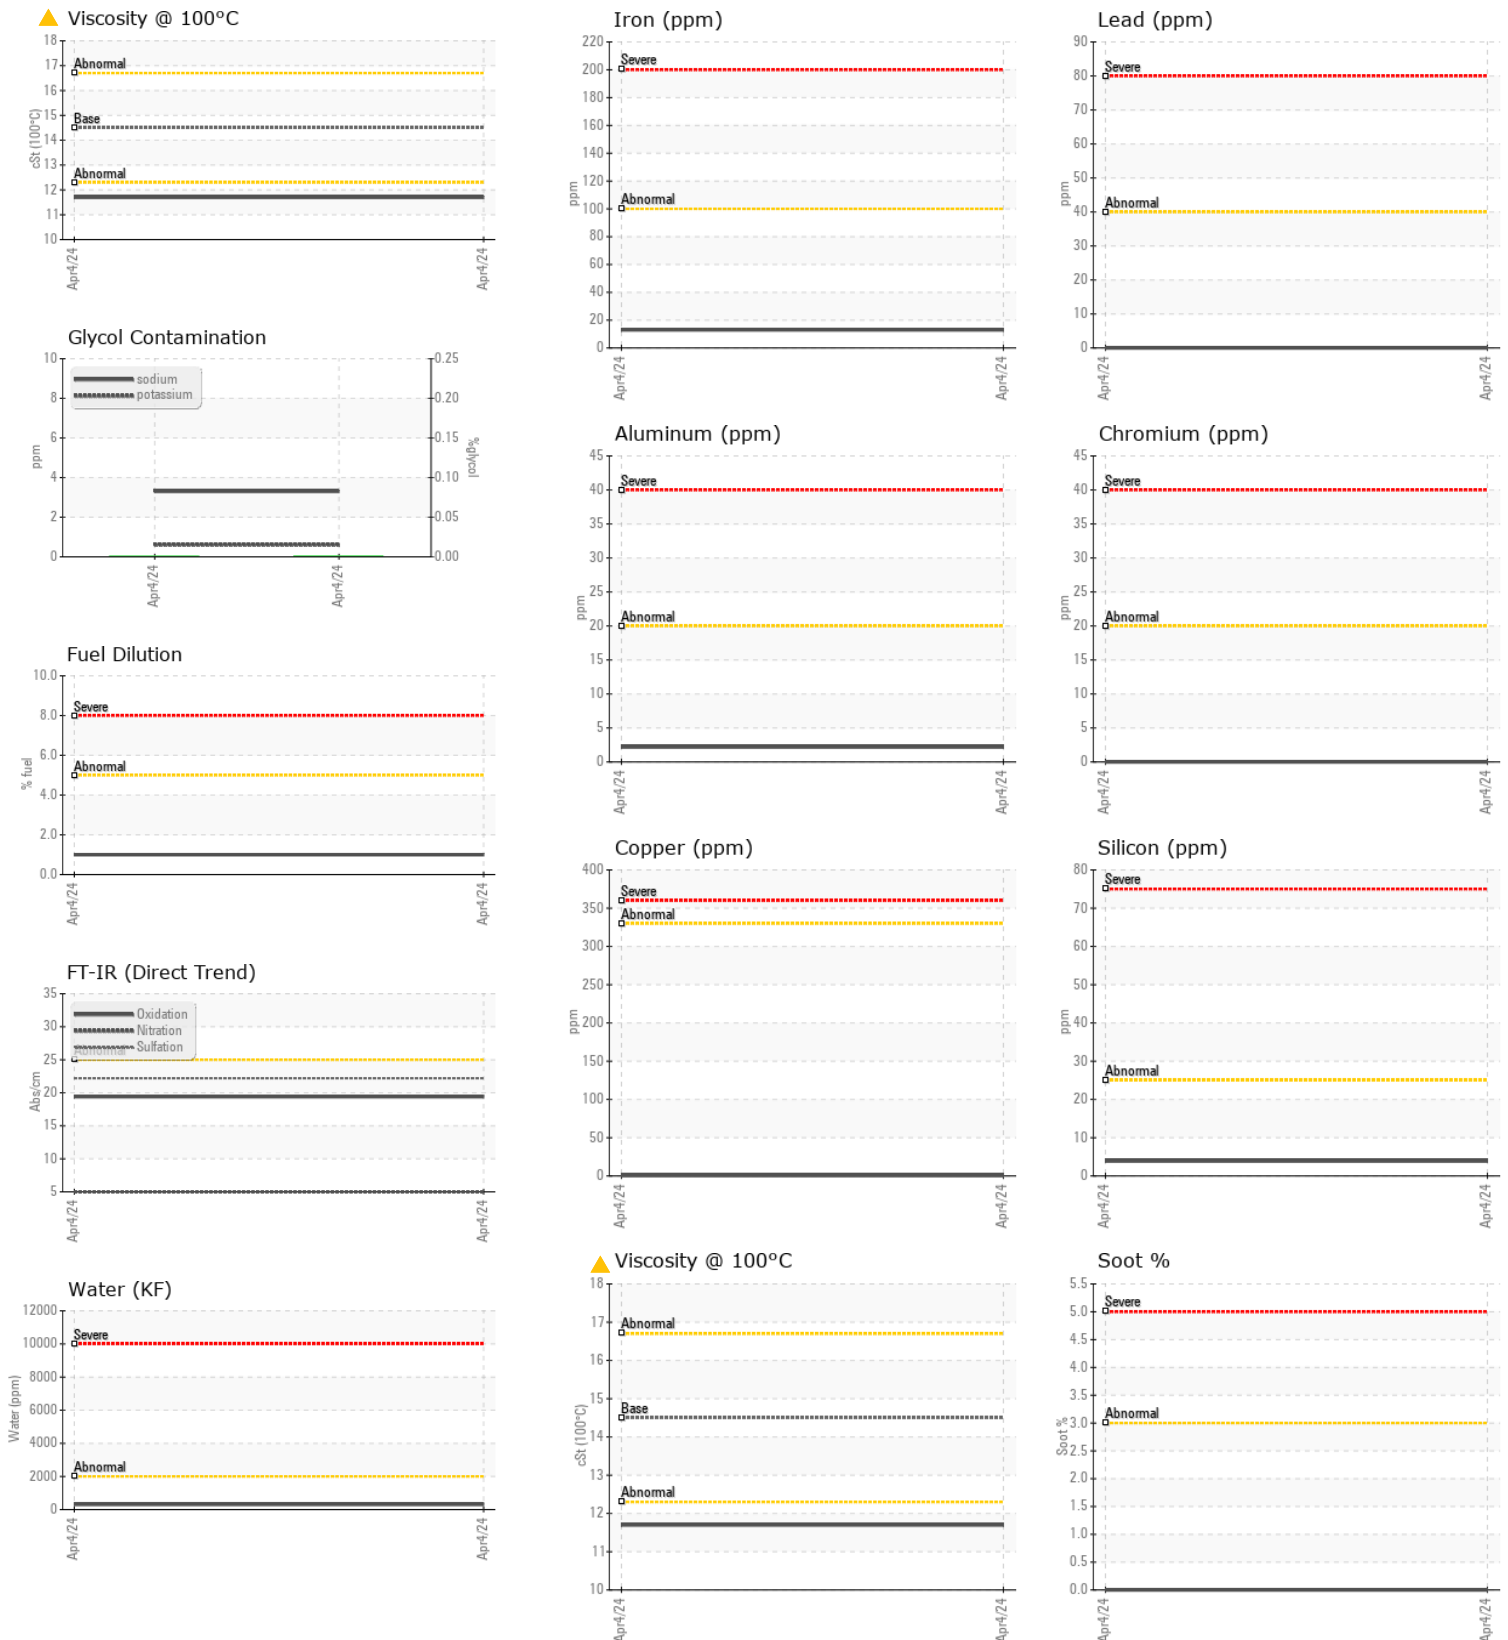 Viscosity @ 100°C
18
17
16
15
14
13
12
11
10
cSt (100°C)
Abnormal
Base
Abnormal
Apr4/24
Apr4/24
Glycol Contamination
10
8
6
4
2
0
ppm
sodium
potassium
0.25
0.20
0.15
0.10
0.05
0.00
%glycol
Apr4/24
Apr4/24
Fuel Dilution
10.0
8.0
6.0
4.0
2.0
0.0
% fuel
Severe
Abnormal
Apr4/24
Apr4/24
FT-IR (Direct Trend)
35
30
25
20
15
10
5
Abs/cm
Oxidation
Nitration
Sulfation
Abnormal
Apr4/24
Apr4/24
Water (KF)
12000
10000
8000
6000
4000
2000
0
Water (ppm)
Severe
Abnormal
Apr4/24
Apr4/24
Iron (ppm)
220
200
180
160
140
120
100
80
60
40
20
0
ppm
Severe
Abnormal
Apr4/24
Apr4/24
Lead (ppm)
90
80
70
60
50
40
30
20
10
0
ppm
Severe
Abnormal
Apr4/24
Apr4/24
Aluminum (ppm)
45
40
35
30
25
20
15
10
5
0
ppm
Severe
Abnormal
Apr4/24
Apr4/24
Chromium (ppm)
45
40
35
30
25
20
15
10
5
0
ppm
Severe
Abnormal
Apr4/24
Apr4/24
Copper (ppm)
400
350
300
250
200
150
100
50
0
ppm
Severe
Abnormal
Apr4/24
Apr4/24
Silicon (ppm)
80
70
60
50
40
30
20
10
0
ppm
Severe
Abnormal
Apr4/24
Apr4/24
Viscosity @ 100°C
18
17
16
15
14
13
12
11
10
cSt (100°C)
Abnormal
Base
Abnormal
Apr4/24
Apr4/24
Soot %
5.5
5.0
4.5
4.0
3.5
3.0
2.5
2.0
1.5
1.0
0.5
0.0
Soot %
Severe
Abnormal
Apr4/24
Apr4/24